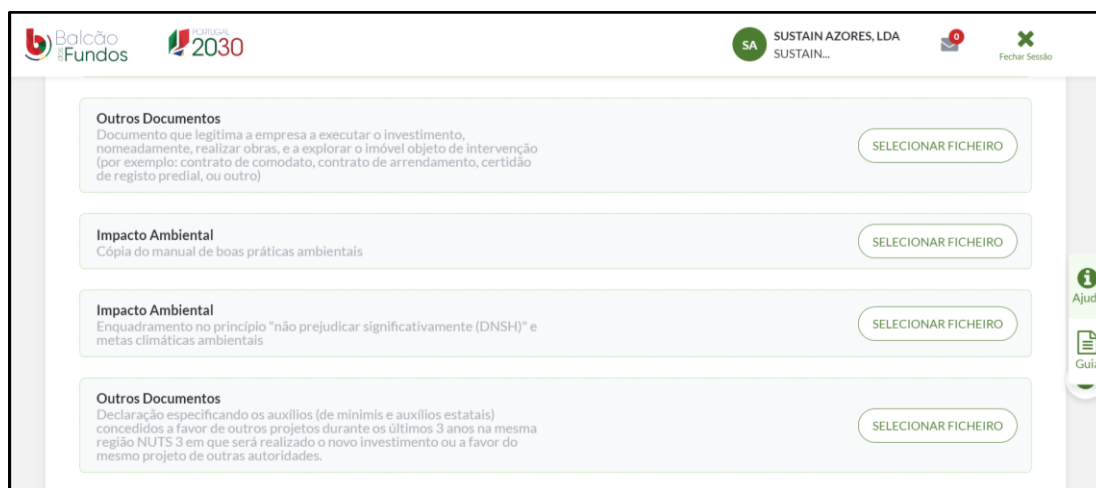 Balcão
dos Fundos
PORTUGAL
2030
SA
SUSTAIN AZORES, LDA
SUSTAIN...
0
Fechar Sessão
Outros Documentos
Documento que legitima a empresa a executar o investimento,
nomeadamente, realizar obras, e a explorar o imóvel objeto de intervenção
(por exemplo: contrato de comodato, contrato de arrendamento, certidão
de registo predial, ou outro)
SELECIONAR FICHEIRO
Impacto Ambiental
Cópia do manual de boas práticas ambientais
SELECIONAR FICHEIRO
Impacto Ambiental
Enquadramento no princípio "não prejudicar significativamente (DNSH)" e
metas climáticas ambientais
SELECIONAR FICHEIRO
Outros Documentos
Declaração especificando os auxílios (de minimis e auxílios estatais)
concedidos a favor de outros projetos durante os últimos 3 anos na mesma
região NUTS 3 em que será realizado o novo investimento ou a favor do
mesmo projeto de outras autoridades.
SELECIONAR FICHEIRO
Ajud
Guia